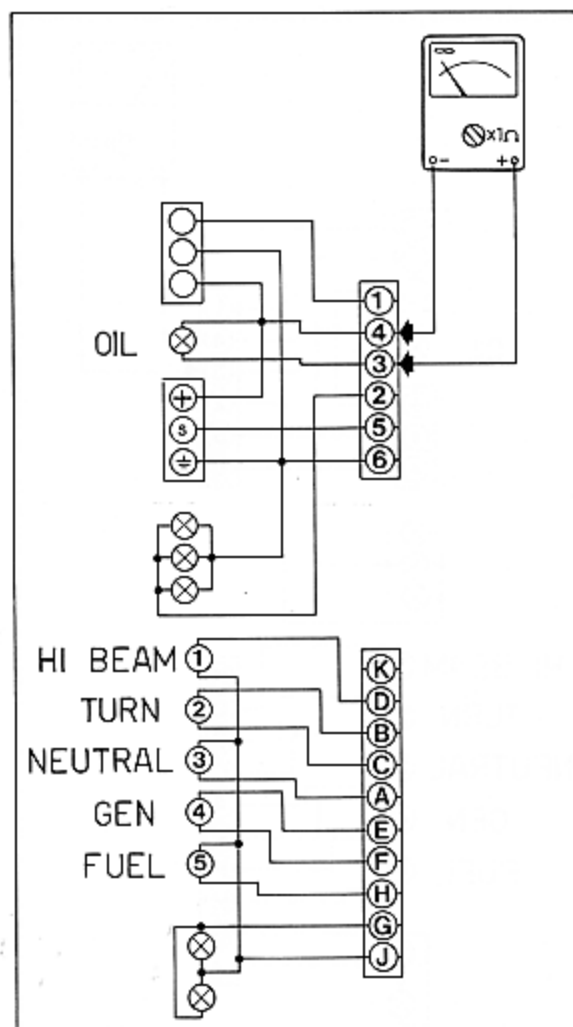 ∞
×1Ω
- +
1
OIL
4
3
+
2
S
5
6
HI BEAM 1
K
D
TURN 2
B
NEUTRAL 3
C
A
GEN 4
E
FUEL 5
F
H
G
J